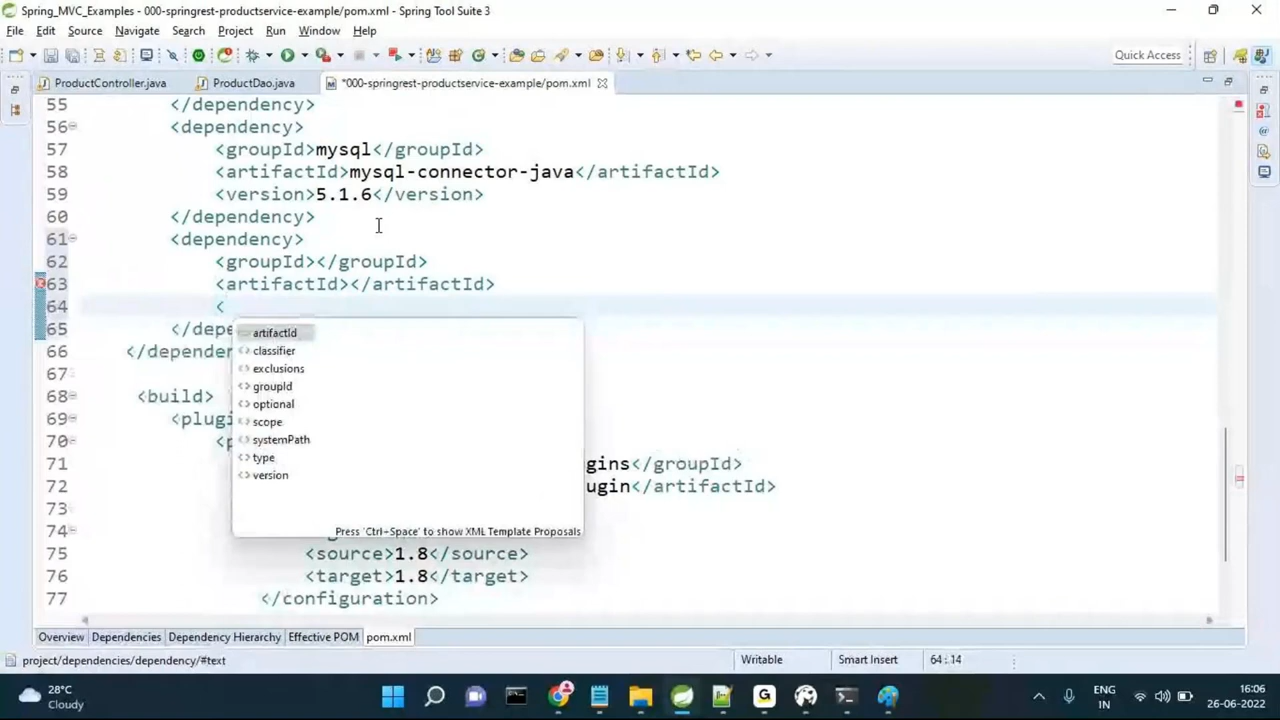 Spring_MVC_Examples - 000-springrest-productservice-example/pom.xml - Spring Tool Suite 3
File Edit Source Navigate Search Project Run Window Help
Quick Access
ProductController.java ProductDao.java *000-springrest-productservice-example/pom.xml
55 </dependency>
56 <dependency>
57 <groupId>mysql</groupId>
58 <artifactId>mysql-connector-java</artifactId>
59 <version>5.1.6</version>
60 </dependency>
61 <dependency>
62 <groupId></groupId>
63 <artifactId></artifactId>
64 <
65 </depe
66 </depender
67
68 <build>
69 <plugi
70 <p
71 gins</groupId>
72 ugin</artifactId>
73
74
75 <source>1.8</source>
76 <target>1.8</target>
77 </configuration>
artifactId
classifier
exclusions
groupId
optional
scope
systemPath
type
version
Press 'Ctrl+Space' to show XML Template Proposals
Overview Dependencies Dependency Hierarchy Effective POM pom.xml
project/dependencies/dependency/#text Writable Smart Insert 64:14
28°C
Cloudy
ENG
IN
16:06
26-06-2022